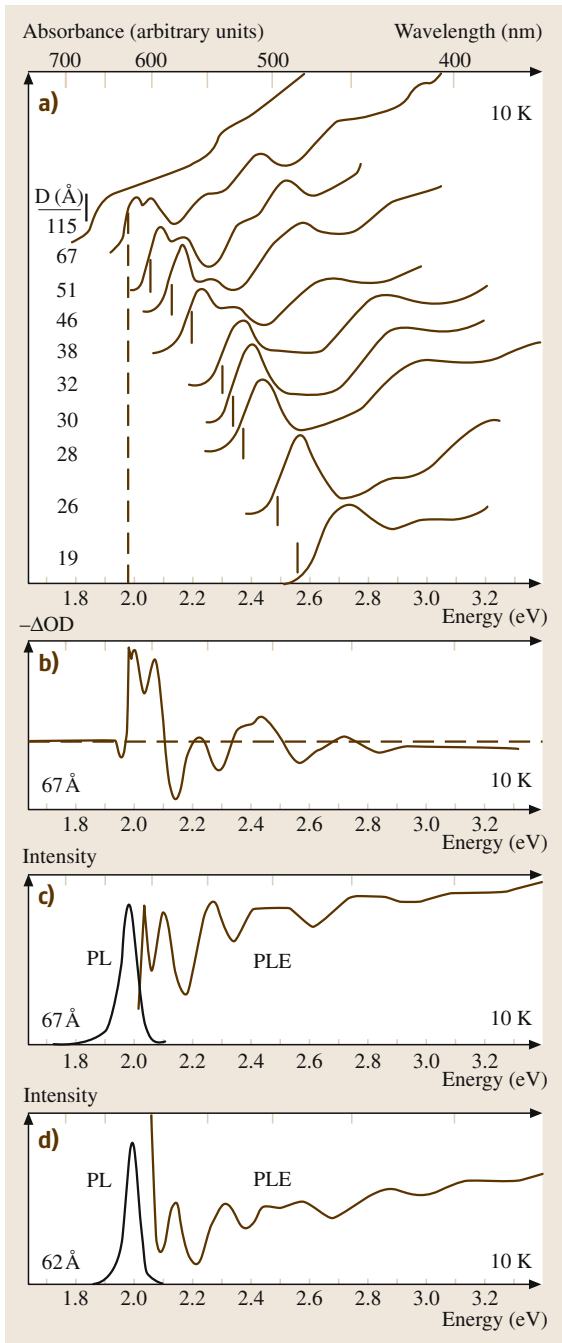 Absorbance (arbitrary units) Wavelength (nm)
700 600 500 400
a) 10 K
D (Å)
115
67
51
46
38
32
30
28
26
19
1.8 2.0 2.2 2.4 2.6 2.8 3.0 3.2
Energy (eV)
–ΔOD
b)
67 Å 10 K
1.8 2.0 2.2 2.4 2.6 2.8 3.0 3.2
Energy (eV)
Intensity
c)
PL PLE
67 Å 10 K
1.8 2.0 2.2 2.4 2.6 2.8 3.0 3.2
Energy (eV)
Intensity
d)
PL PLE
62 Å 10 K
1.8 2.0 2.2 2.4 2.6 2.8 3.0 3.2
Energy (eV)